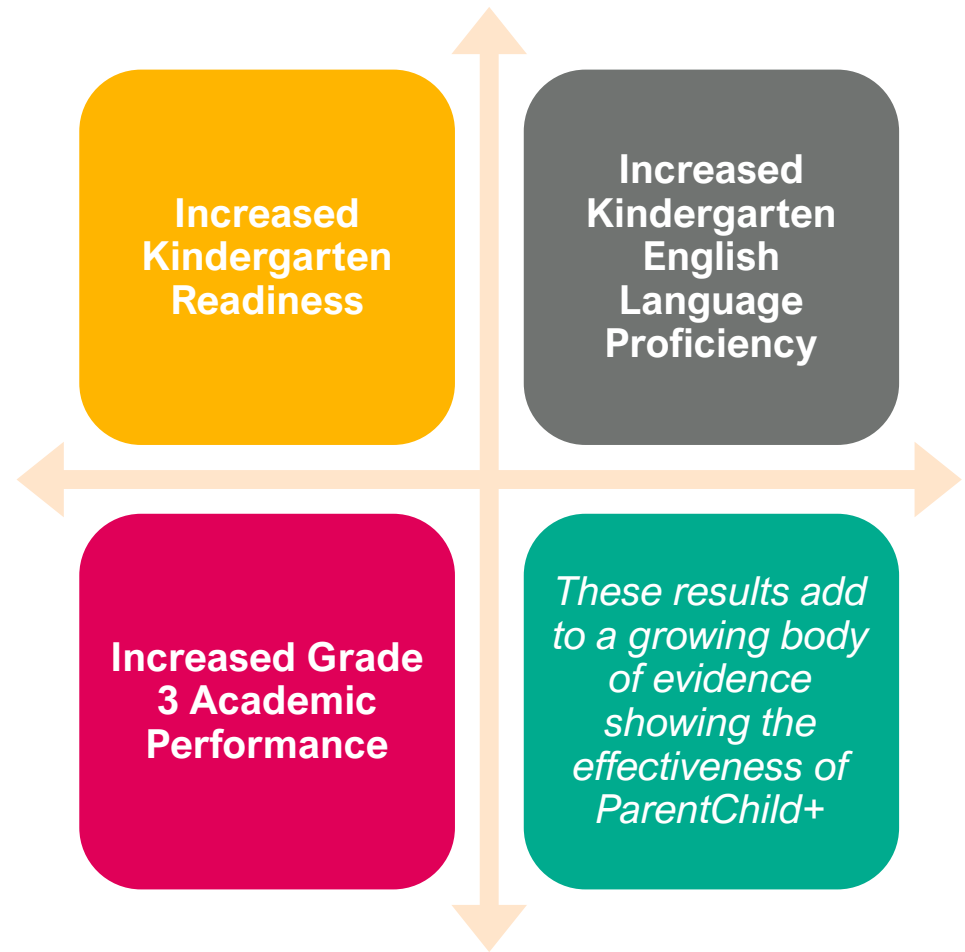 Increased
Kindergarten
Readiness
Increased
Kindergarten
English
Language
Proficiency
Increased Grade
3 Academic
Performance
These results add
to a growing body
of evidence
showing the
effectiveness of
ParentChild+